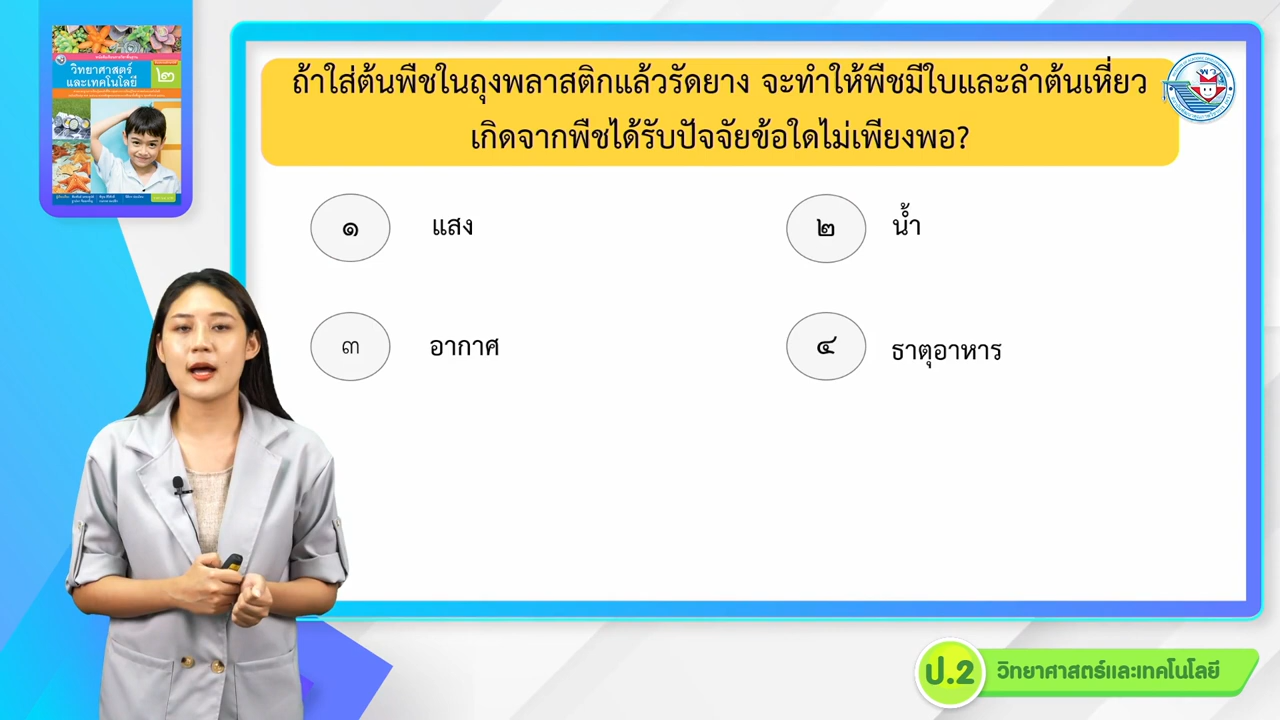 วิทยาศาสตร์
และเทคโนโลยี
๒
ถ้าใส่ต้นพืชในถุงพลาสติกแล้วรัดยาง จะทำให้พืชมีใบและลำต้นเหี่ยว
เกิดจากพืชได้รับปัจจัยข้อใดไม่เพียงพอ?
พว
๑ แสง
๒ น้ำ
๓ อากาศ
๔ ธาตุอาหาร
ป.2 วิทยาศาสตร์และเทคโนโลยี